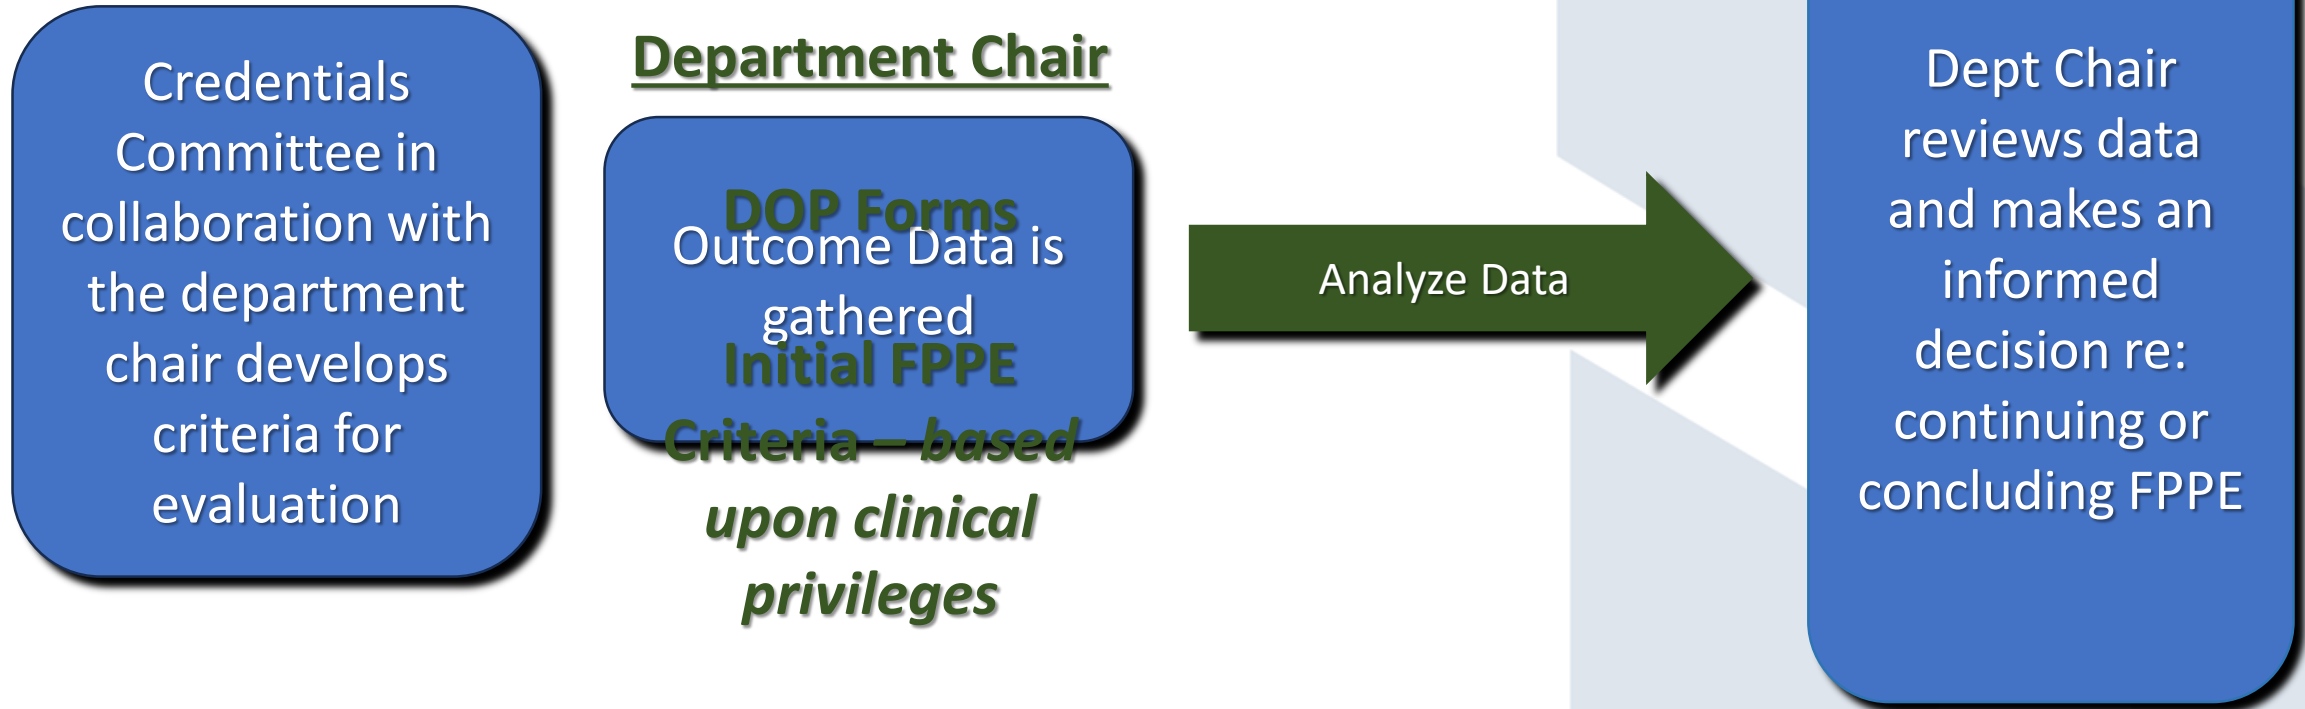 Credentials
Committee in
collaboration with
the department
chair develops
criteria for
evaluation
Department Chair
DOP Forms
Initial FPPE
Criteria – based
upon clinical
privileges
Outcome Data is
gathered
Analyze Data
Dept Chair
reviews data
and makes an
informed
decision re:
continuing or
concluding FPPE